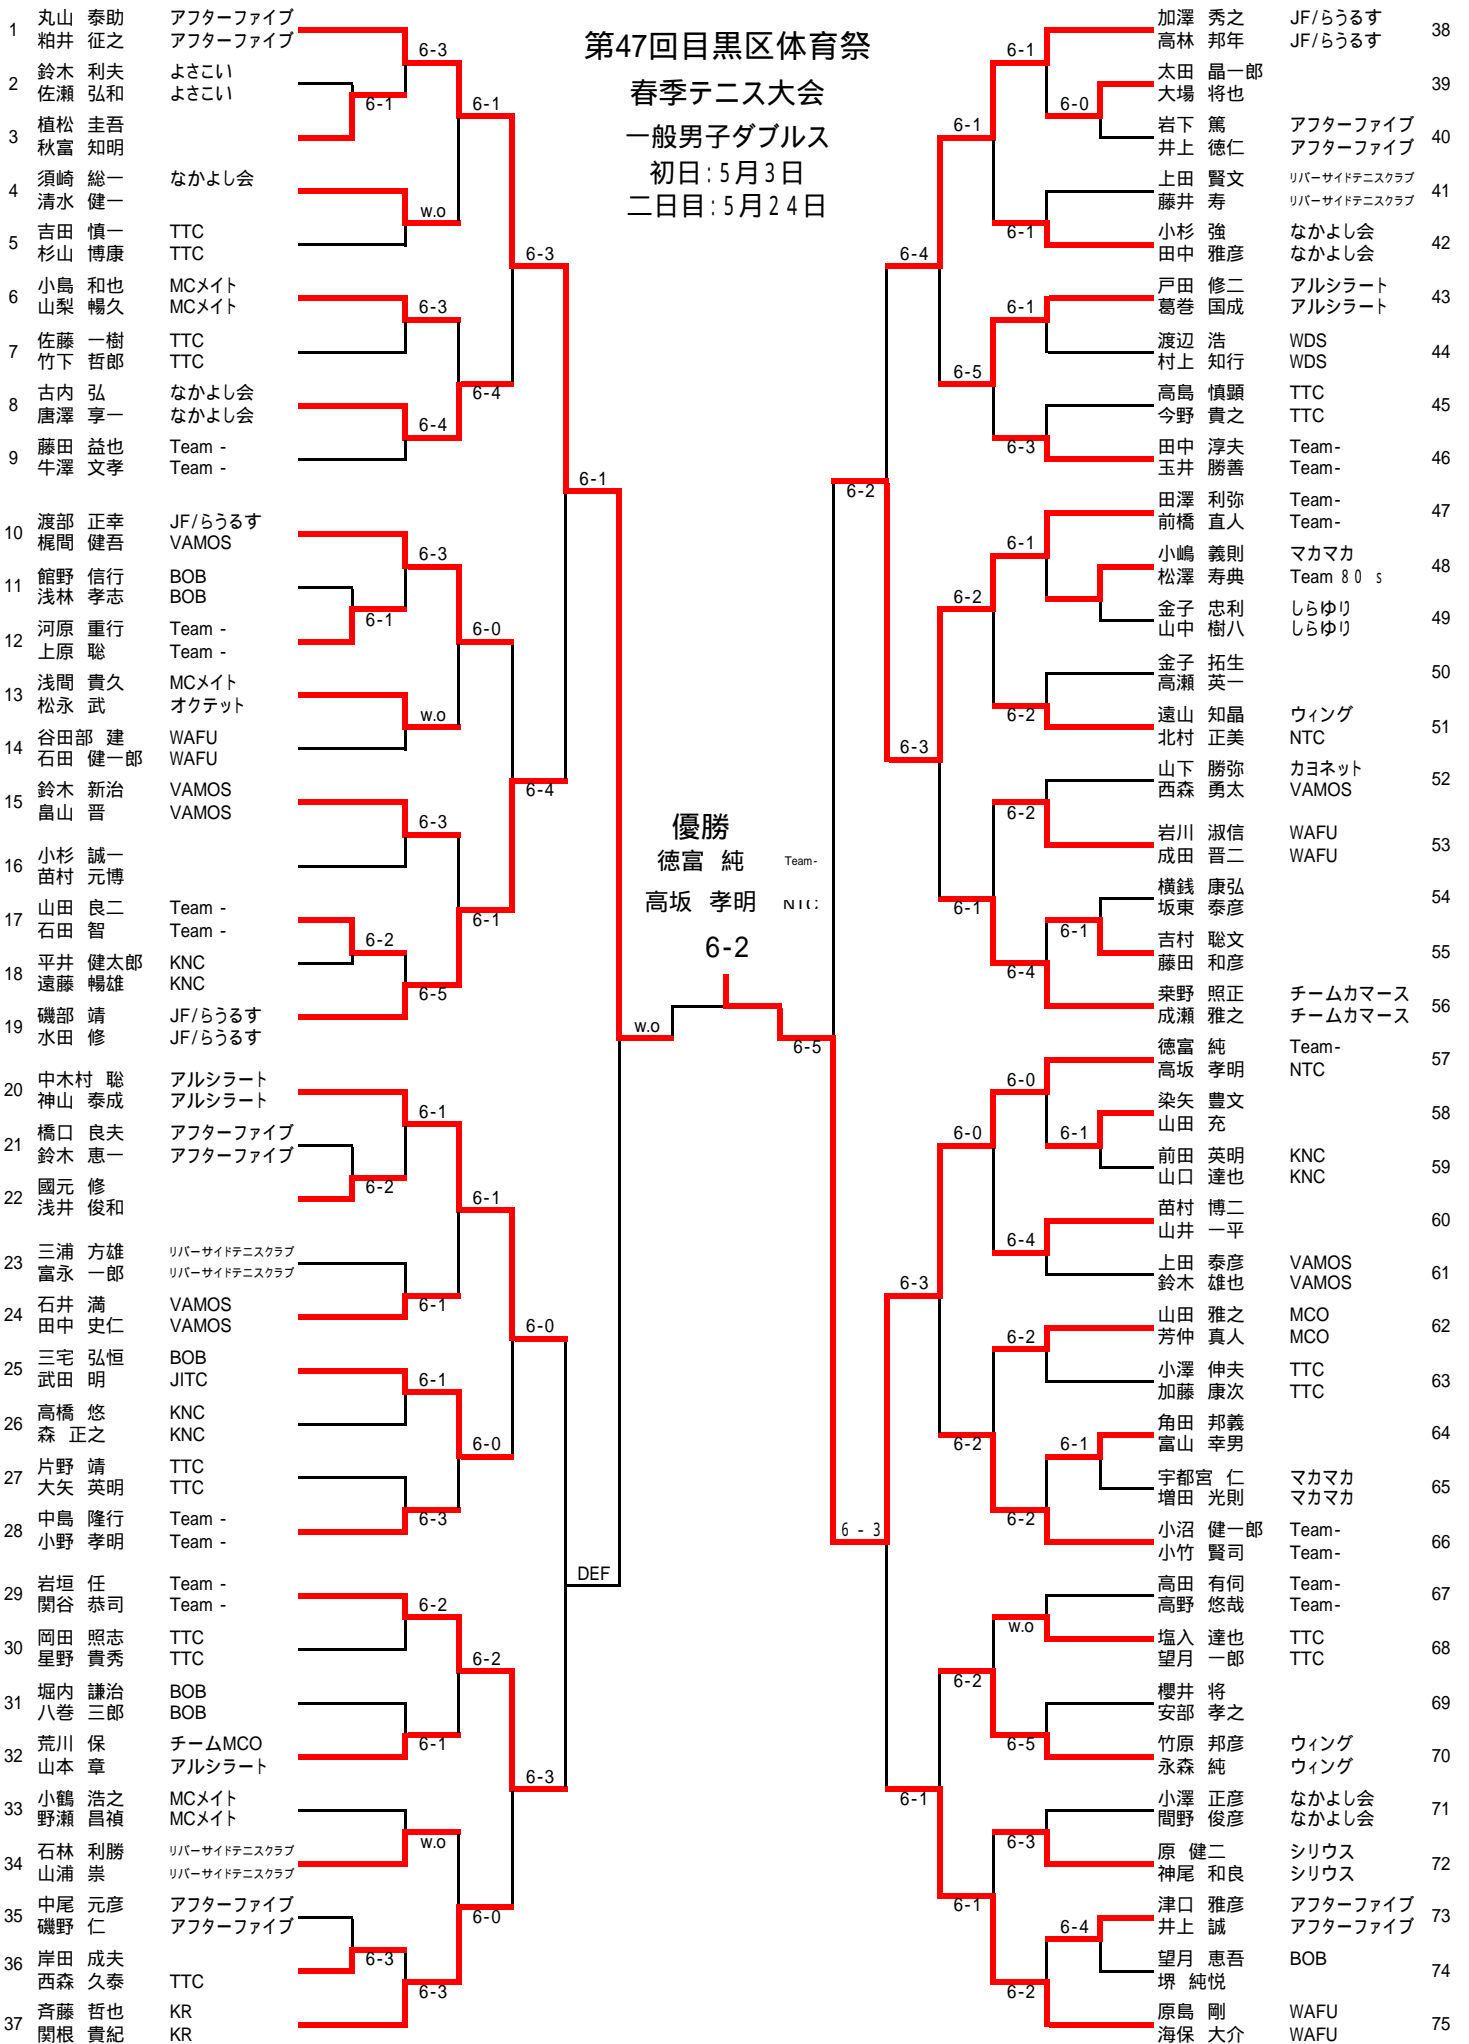 第47回目黒区体育祭
春季テニス大会
一般男子ダブルス
初日:5月3日
二日目:5月24日
1 丸山 泰助 アフターファイブ
粕井 征之 アフターファイブ
2 鈴木 利夫 よさこい
佐瀬 弘和 よさこい
3 植松 圭吾
秋富 知明
4 須崎 総一 なかよし会
清水 健一
5 吉田 慎一 TTC
杉山 博康 TTC
6 小島 和也 MCメイト
山梨 暢久 MCメイト
7 佐藤 一樹 TTC
竹下 哲郎 TTC
8 古内 弘 なかよし会
唐澤 享一 なかよし会
9 藤田 益也 Team -
牛澤 文孝 Team -
10 渡部 正幸 JF/らうるす
梶間 健吾 VAMOS
11 館野 信行 BOB
浅林 孝志 BOB
12 河原 重行 Team -
上原 聡 Team -
13 浅間 貴久 MCメイト
松永 武 オクテット
14 谷田部 建 WAFU
石田 健一郎 WAFU
15 鈴木 新治 VAMOS
畠山 晋 VAMOS
16 小杉 誠一
苗村 元博
17 山田 良二 Team -
石田 智 Team -
18 平井 健太郎 KNC
遠藤 暢雄 KNC
19 磯部 靖 JF/らうるす
水田 修 JF/らうるす
20 中木村 聡 アルシラート
神山 泰成 アルシラート
21 橋口 良夫 アフターファイブ
鈴木 恵一 アフターファイブ
22 國元 修
浅井 俊和
23 三浦 方雄 リバーサイドテニスクラブ
富永 一郎 リバーサイドテニスクラブ
24 石井 満 VAMOS
田中 史仁 VAMOS
25 三宅 弘恒 BOB
武田 明 JITC
26 高橋 悠 KNC
森 正之 KNC
27 片野 靖 TTC
大矢 英明 TTC
28 中島 隆行 Team -
小野 孝明 Team -
29 岩垣 任 Team -
関谷 恭司 Team -
30 岡田 照志 TTC
星野 貴秀 TTC
31 堀内 謙治 BOB
八巻 三郎 BOB
32 荒川 保 チームMCO
山本 章 アルシラート
33 小鶴 浩之 MCメイト
野瀬 昌禎 MCメイト
34 石林 利勝 リバーサイドテニスクラブ
山浦 崇 リバーサイドテニスクラブ
35 中尾 元彦 アフターファイブ
磯野 仁 アフターファイブ
36 岸田 成夫
西森 久泰 TTC
37 斉藤 哲也 KR
関根 貴紀 KR
6-3
6-1
6-1
w.o
6-3
6-3
6-4
6-4
6-1
6-3
6-1
6-0
w.o
6-4
6-3
6-1
6-2
6-5
w.o
6-1
6-2
6-1
6-1
6-0
6-1
6-0
6-3
DEF
6-2
6-2
6-1
6-3
w.o
6-0
6-3
6-3
優勝
徳富 純 Team-
高坂 孝明 NTC
6-2
加澤 秀之 JF/らうるす 38
高林 邦年 JF/らうるす
太田 晶一郎 39
大場 将也
岩下 篤 アフターファイブ 40
井上 徳仁 アフターファイブ
上田 賢文 リバーサイドテニスクラブ 41
藤井 寿 リバーサイドテニスクラブ
小杉 強 なかよし会 42
田中 雅彦 なかよし会
戸田 修二 アルシラート 43
葛巻 国成 アルシラート
渡辺 浩 WDS 44
村上 知行 WDS
高島 慎顕 TTC 45
今野 貴之 TTC
田中 淳夫 Team- 46
玉井 勝善 Team-
田澤 利弥 Team- 47
前橋 直人 Team-
小嶋 義則 マカマカ 48
松澤 寿典 Team 80 s
金子 忠利 しらゆり 49
山中 樹八 しらゆり
金子 拓生 50
高瀬 英一
遠山 知晶 ウィング 51
北村 正美 NTC
山下 勝弥 カヨネット 52
西森 勇太 VAMOS
岩川 淑信 WAFU 53
成田 晋二 WAFU
横銭 康弘 54
坂東 泰彦
吉村 聡文 55
藤田 和彦
乗野 照正 チームカマース 56
成瀬 雅之 チームカマース
徳富 純 Team- 57
高坂 孝明 NTC
染矢 豊文 58
山田 充
前田 英明 KNC 59
山口 達也 KNC
苗村 博二 60
山井 一平
上田 泰彦 VAMOS 61
鈴木 雄也 VAMOS
山田 雅之 MCO 62
芳仲 真人 MCO
小澤 伸夫 TTC 63
加藤 康次 TTC
角田 邦義 64
富山 幸男
宇都宮 仁 マカマカ 65
増田 光則 マカマカ
小沼 健一郎 Team- 66
小竹 賢司 Team-
高田 有伺 Team- 67
高野 悠哉 Team-
塩入 達也 TTC 68
望月 一郎 TTC
櫻井 将 69
安部 孝之
竹原 邦彦 ウィング 70
永森 純 ウィング
小澤 正彦 なかよし会 71
間野 俊彦 なかよし会
原 健二 シリウス 72
神尾 和良 シリウス
津口 雅彦 アフターファイブ 73
井上 誠 アフターファイブ
望月 恵吾 BOB 74
堺 純悦
原島 剛 WAFU 75
海保 大介 WAFU
6-1
6-0
6-1
6-1
6-4
6-1
6-5
6-3
6-2
6-1
6-2
6-2
6-3
6-2
6-1
6-1
6-4
6-5
6-0
6-1
6-0
6-4
6-3
6-2
6-2
6-1
6-2
6-3
w.o
6-2
6-5
6-1
6-3
6-1
6-4
6-2